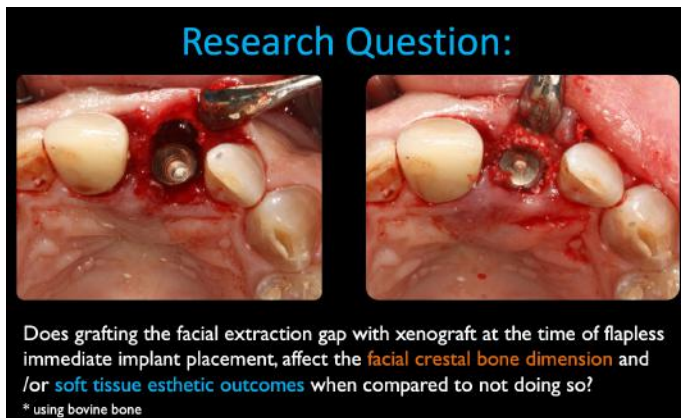 Research Question:
Does grafting the facial extraction gap with xenograft at the time of flapless
immediate implant placement, affect the facial crestal bone dimension and
/or soft tissue esthetic outcomes when compared to not doing so?
* using bovine bone